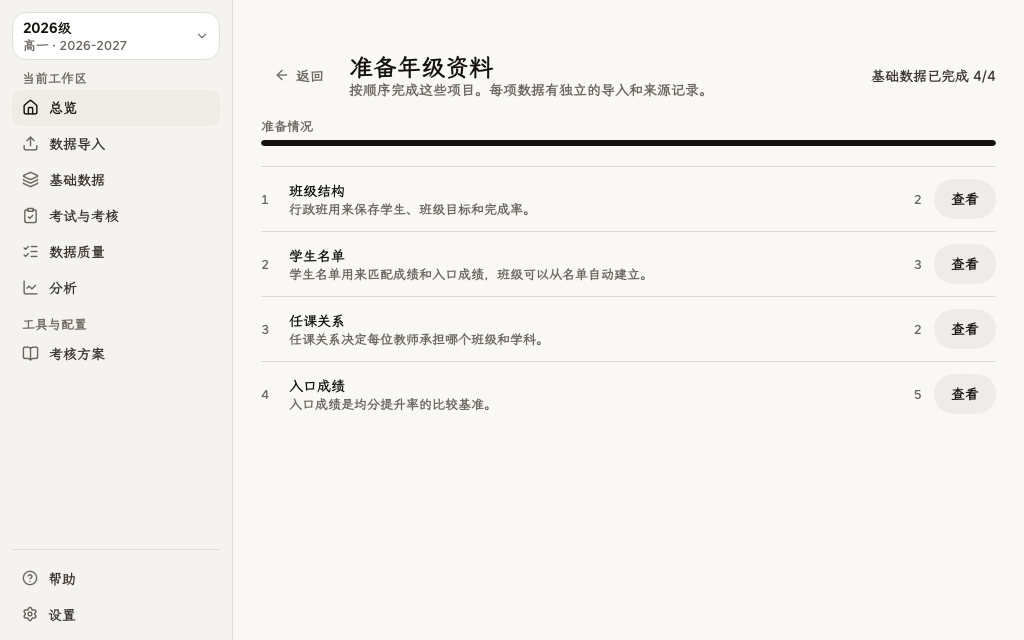 2026级
高一 · 2026-2027
当前工作区
总览
数据导入
基础数据
考试与考核
数据质量
分析
工具与配置
考核方案
帮助
设置
返回
准备年级资料
按顺序完成这些项目。每项数据有独立的导入和来源记录。
基础数据已完成 4/4
准备情况
1
班级结构
行政班用来保存学生、班级目标和完成率。
2
查看
2
学生名单
学生名单用来匹配成绩和入口成绩，班级可以从名单自动建立。
3
查看
3
任课关系
任课关系决定每位教师承担哪个班级和学科。
2
查看
4
入口成绩
入口成绩是均分提升率的比较基准。
5
查看